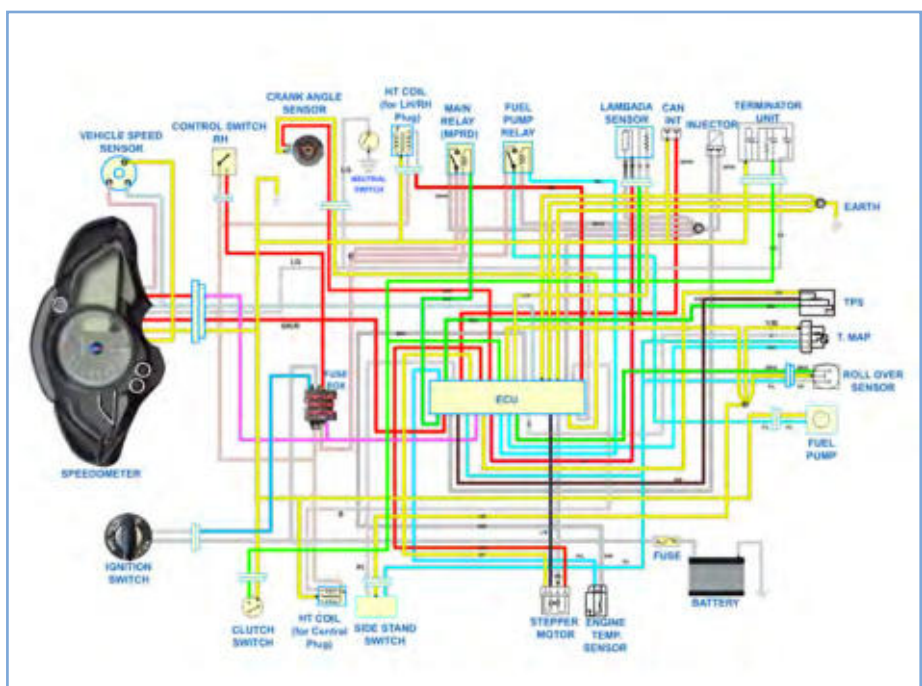 CRANK ANGLE
SENSOR
HT COIL
(for LH/RH
Plug)
MAIN
RELAY
(MPRD)
FUEL
PUMP
RELAY
LAMBADA
SENSOR
CAN
INT
INJECTOR
TERMINATOR
UNIT
VEHICLE SPEED
SENSOR
CONTROL SWITCH
RH
NEUTRAL
SWITCH
EARTH
TPS
T. MAP
ROLL OVER
SENSOR
FUSE
BOX
ECU
FUEL
PUMP
SPEEDOMETER
IGNITION
SWITCH
FUSE
BATTERY
CLUTCH
SWITCH
HT COIL
(for Central
Plug)
SIDE STAND
SWITCH
STEPPER
MOTOR
ENGINE
TEMP.
SENSOR